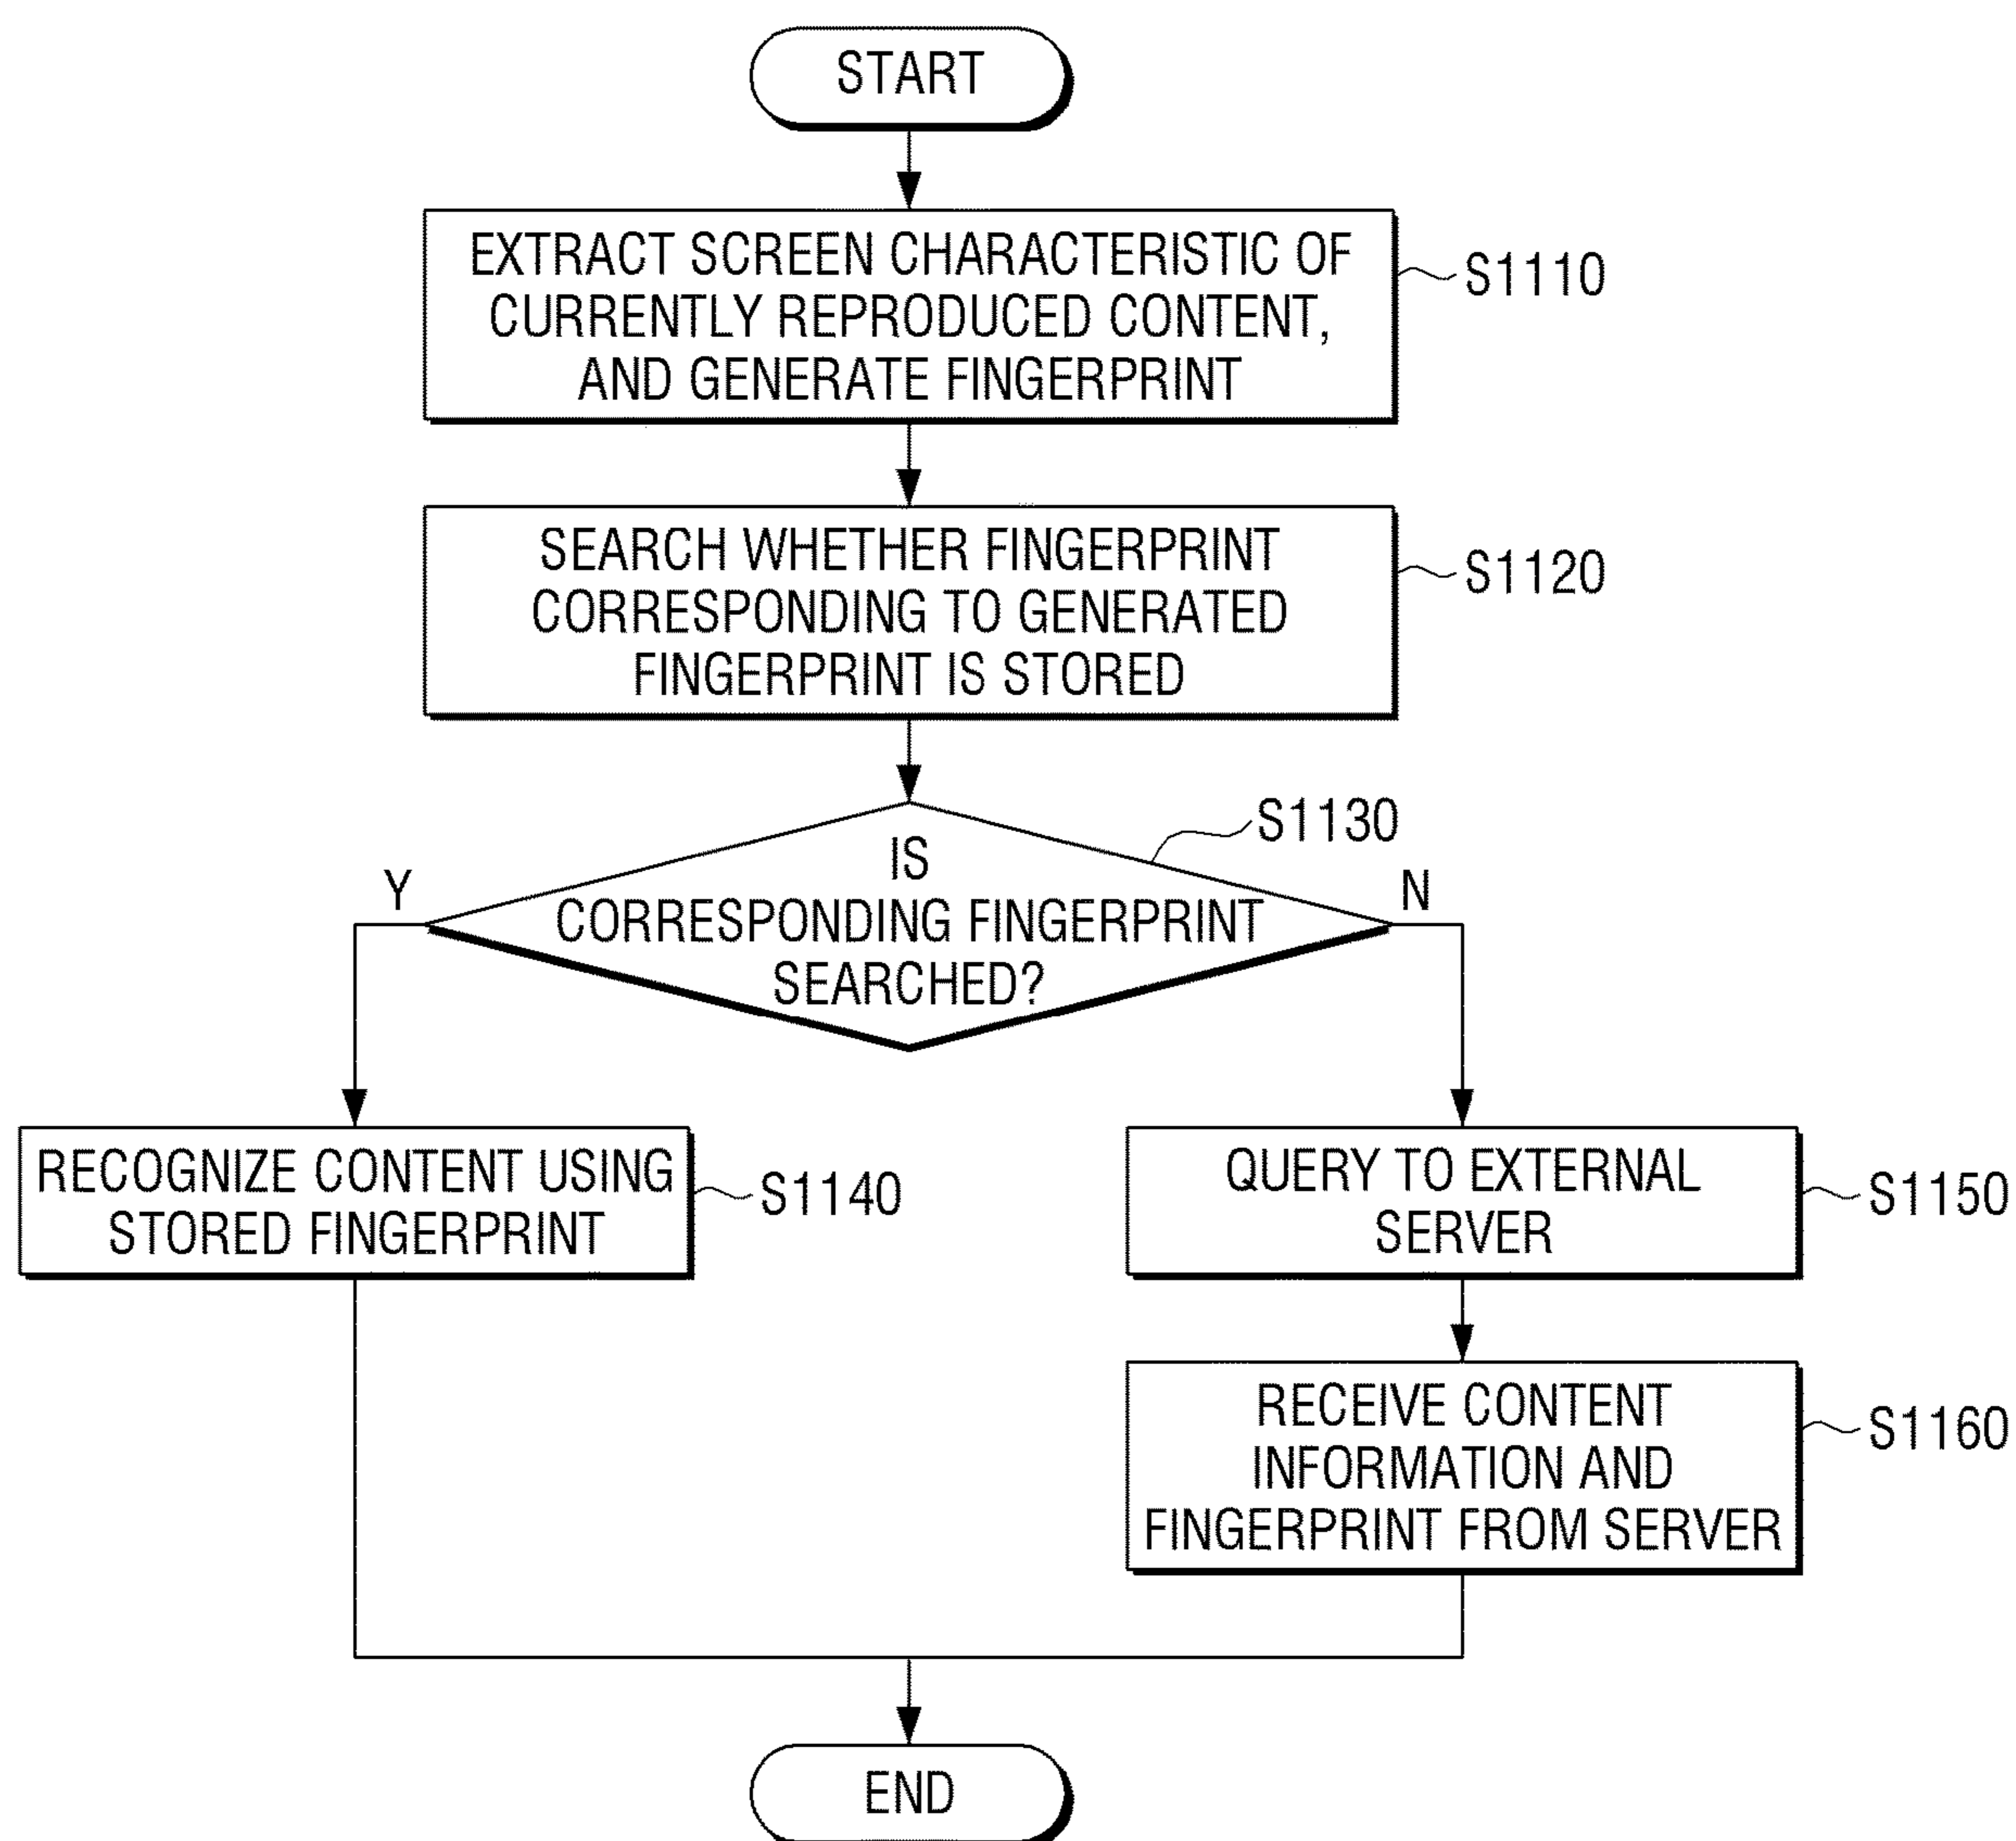 START
EXTRACT SCREEN CHARACTERISTIC OF
CURRENTLY REPRODUCED CONTENT,
AND GENERATE FINGERPRINT
S1110
SEARCH WHETHER FINGERPRINT
CORRESPONDING TO GENERATED
FINGERPRINT IS STORED
S1120
S1130
IS
CORRESPONDING FINGERPRINT
SEARCHED?
Y
N
RECOGNIZE CONTENT USING
STORED FINGERPRINT
S1140
QUERY TO EXTERNAL
SERVER
S1150
RECEIVE CONTENT
INFORMATION AND
FINGERPRINT FROM SERVER
S1160
END